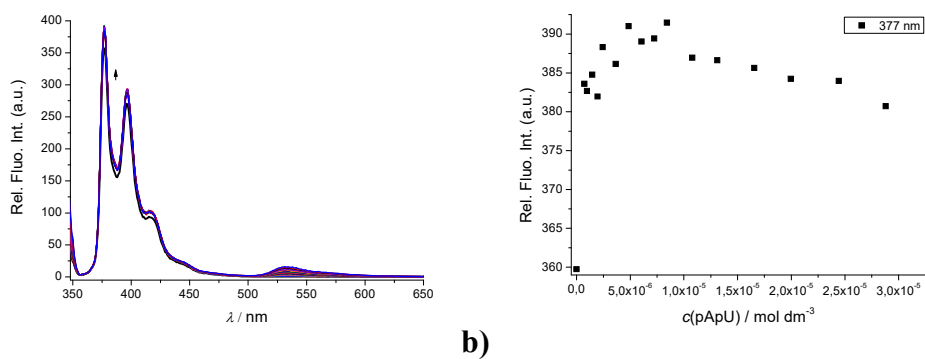 400
350
300
250
200
150
100
50
0
Rel. Fluo. Int. (a.u.)
350 400 450 500 550 600 650
λ / nm
390
385
380
375
370
365
360
Rel. Fluo. Int. (a.u.)
377 nm
0,0 5,0x10⁻⁶ 1,0x10⁻⁵ 1,5x10⁻⁵ 2,0x10⁻⁵ 2,5x10⁻⁵ 3,0x10⁻⁵
c(pApU) / mol dm⁻³
b)